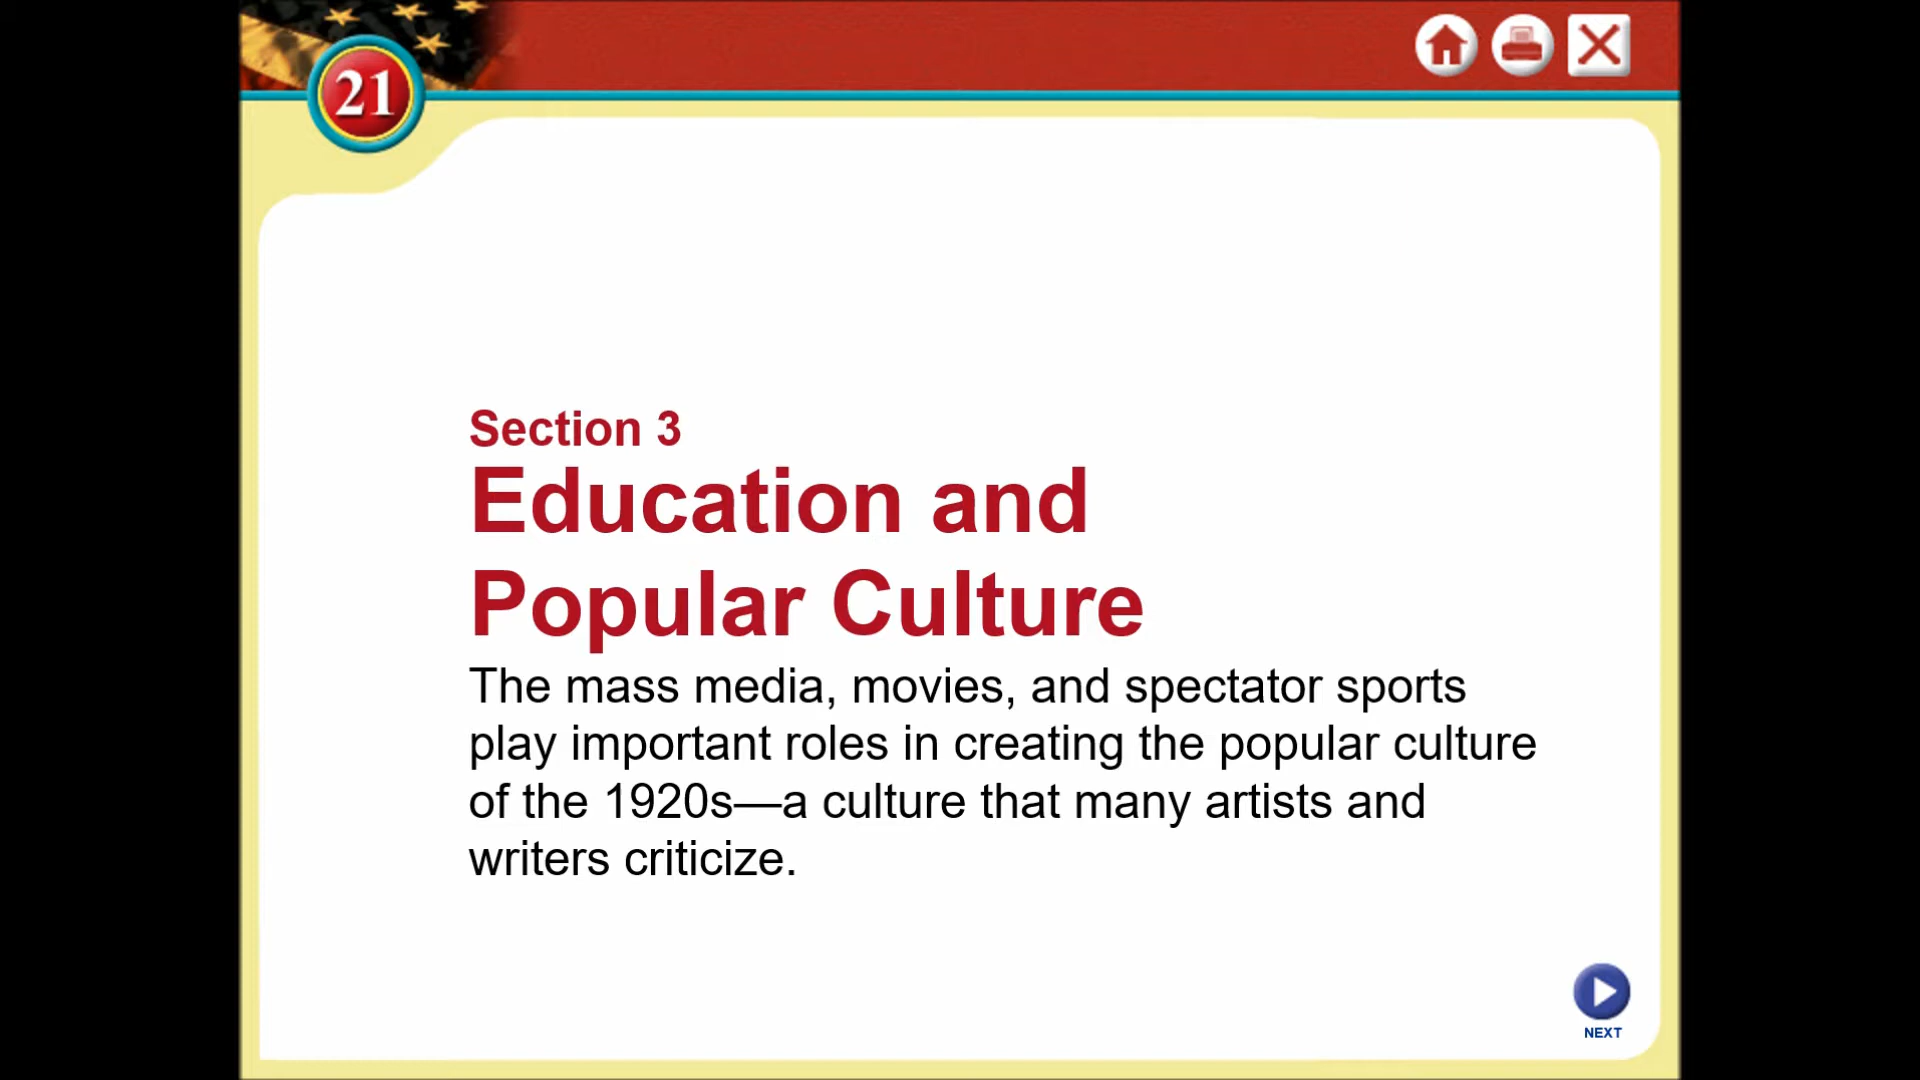 21
Section 3
Education and
Popular Culture
The mass media, movies, and spectator sports
play important roles in creating the popular culture
of the 1920s—a culture that many artists and
writers criticize.
NEXT